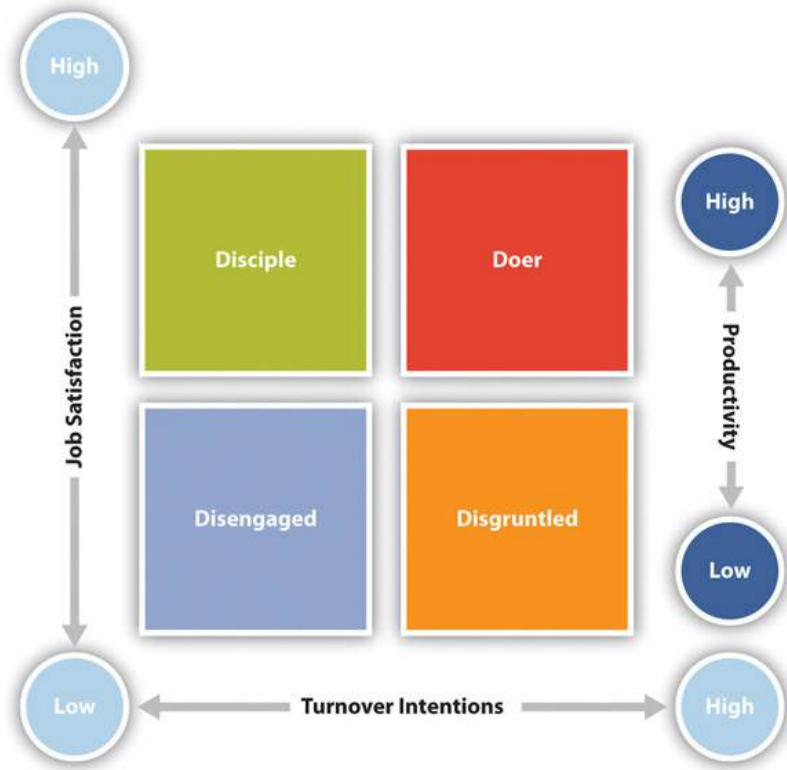 High
Disciple
Doer
High
Job Satisfaction
Productivity
Disengaged
Disgruntled
Low
Low
Turnover Intentions
High